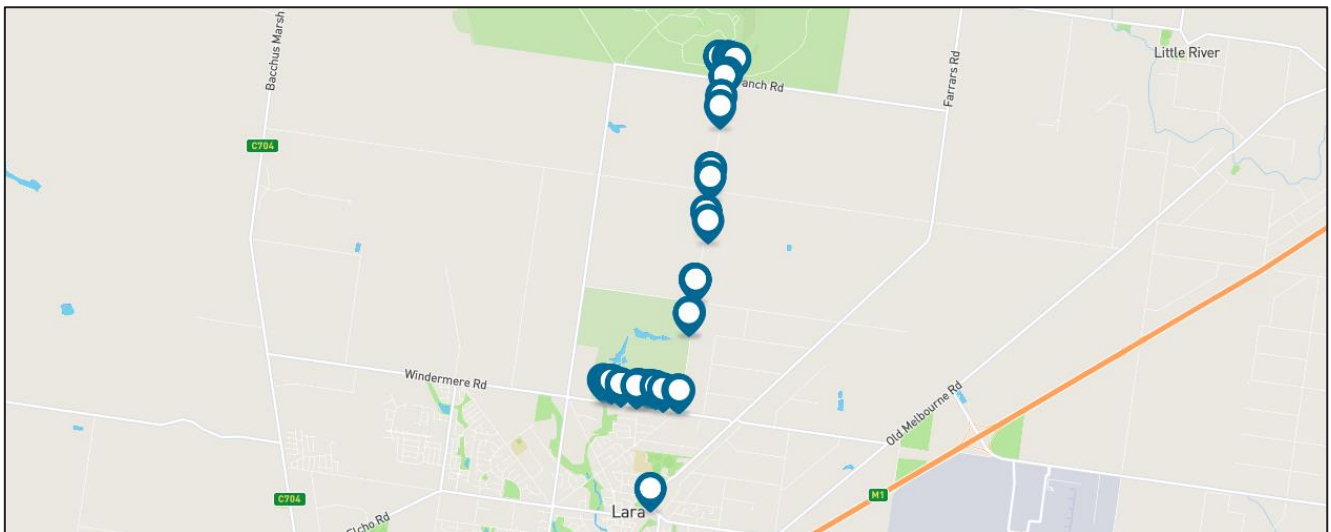 Bacchus Marsh
Farrars Rd
Little River
anch Rd
C704
Windermere Rd
Old Melbourne Rd
C704
M1
Lara
Elcho Rd